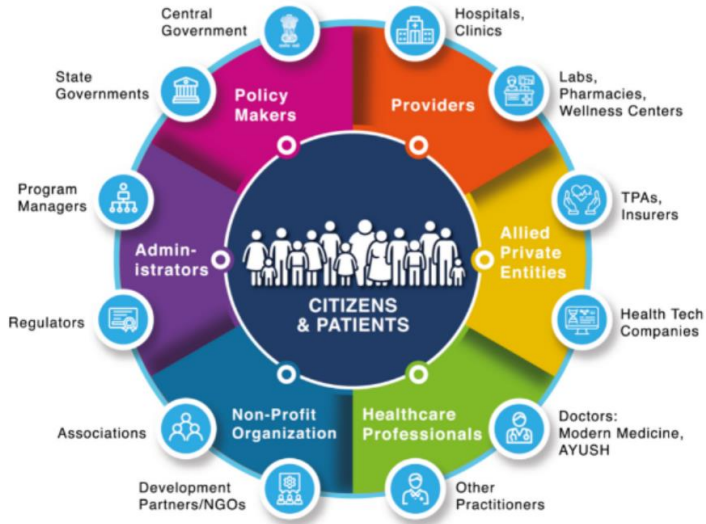 Central
Government
Hospitals,
Clinics
State
Governments
Policy
Makers
Providers
Labs,
Pharmacies,
Wellness Centers
Program
Managers
Admin-
istrators
Allied
Private
Entities
TPAs,
Insurers
CITIZENS
& PATIENTS
Regulators
Health Tech
Companies
Associations
Non-Profit
Organization
Healthcare
Professionals
Doctors:
Modern Medicine,
AYUSH
Development
Partners/NGOs
Other
Practitioners